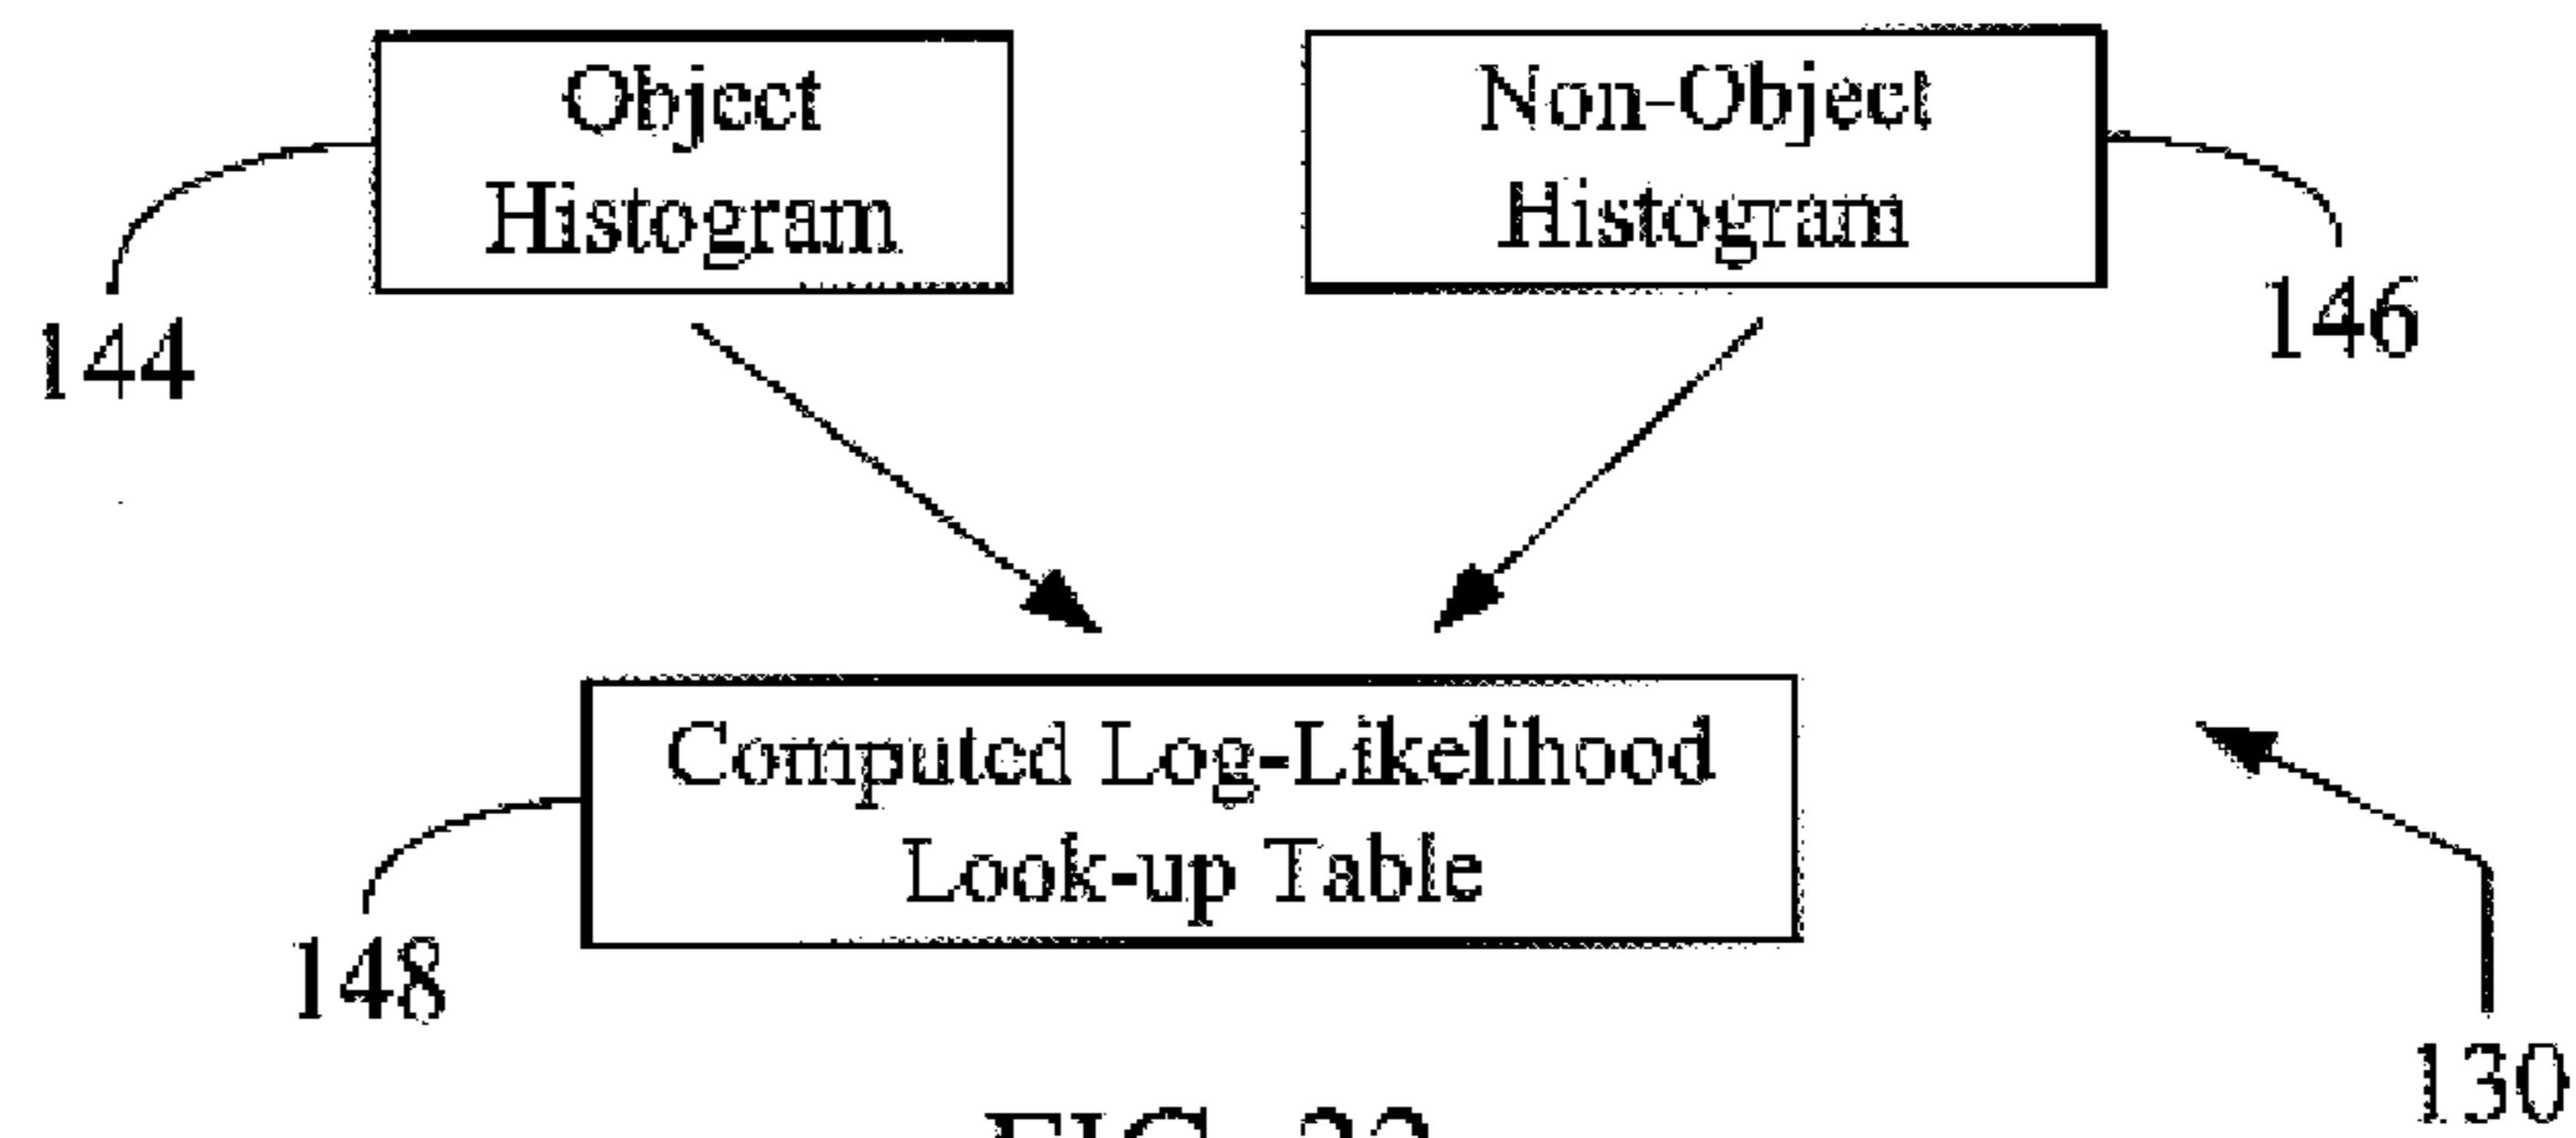 Object
Histogram
Non-Object
Histogram
144
146
Computed Log-Likelihood
Look-up Table
148
130